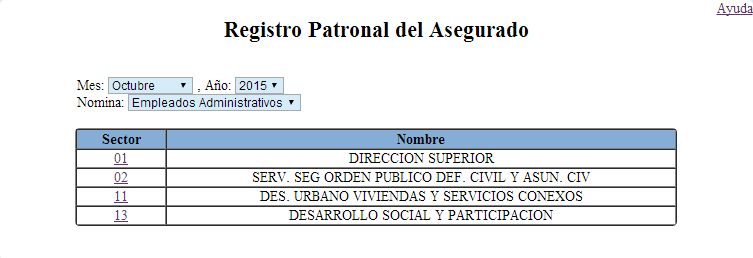 Ayuda
Registro Patronal del Asegurado
Mes: Octubre , Año: 2015
Nomina: Empleados Administrativos
Sector Nombre
01 DIRECCION SUPERIOR
02 SERV. SEG ORDEN PUBLICO DEF. CIVIL Y ASUN. CIV
11 DES. URBANO VIVIENDAS Y SERVICIOS CONEXOS
13 DESARROLLO SOCIAL Y PARTICIPACION